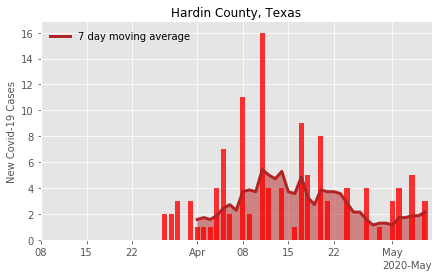 Hardin County, Texas
7 day moving average
New Covid-19 Cases
16
14
12
10
8
6
4
2
0
08 15 22 Apr 08 15 22 May
2020-May